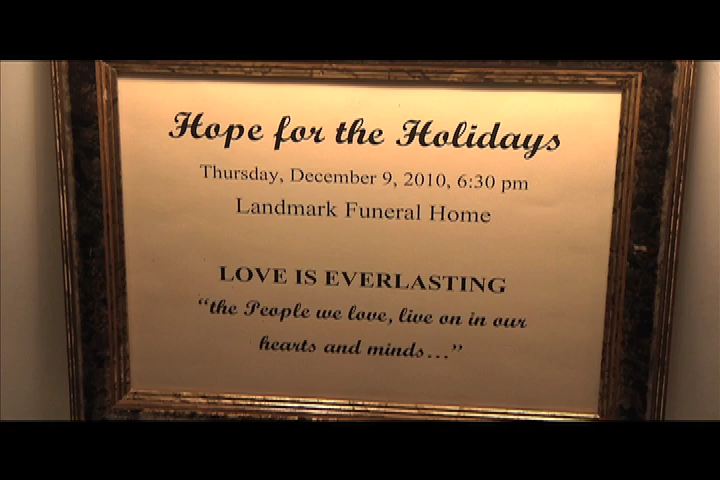 Hope for the Holidays
Thursday, December 9, 2010, 6:30 pm
Landmark Funeral Home
LOVE IS EVERLASTING
“the People we love, live on in our
hearts and minds…”